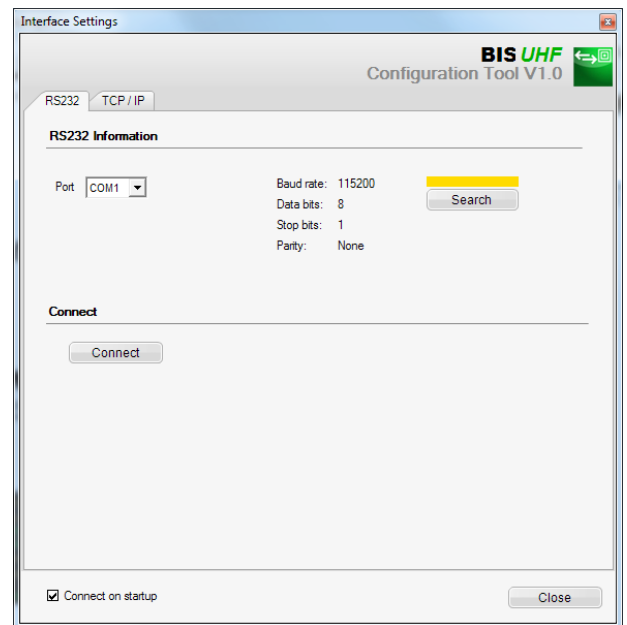 Interface Settings
BIS UHF
Configuration Tool V1.0
RS232 TCP / IP
RS232 Information
Port COM1 Baud rate: 115200 Search
Data bits: 8
Stop bits: 1
Parity: None
Connect
Connect
Connect on startup Close